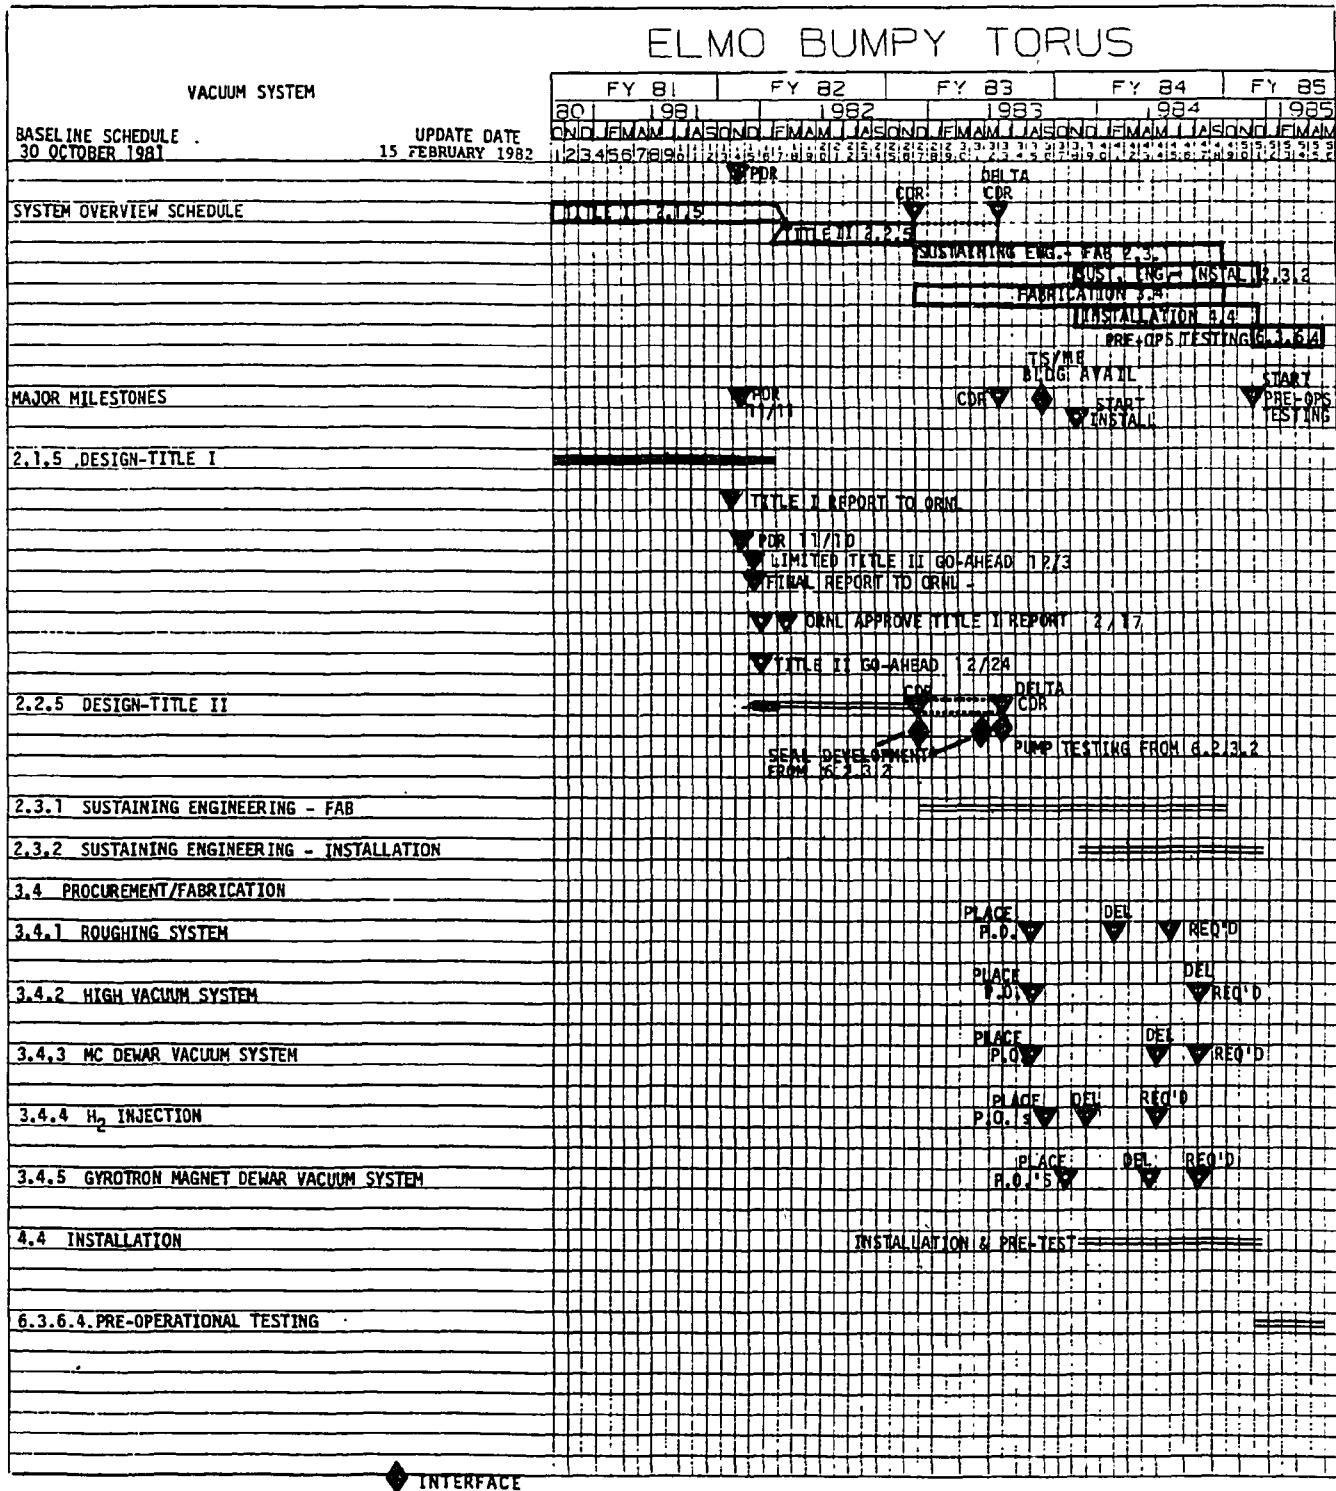 ELMO BUMPY TORUS
VACUUM SYSTEM
FY 81 FY 82 FY 83 FY 84 FY 85
80 1981 1982 1983 1984 1985
BASELINE SCHEDULE
UPDATE DATE
O N D J F M A M J J A S O N D J F M A M J J A S O N D J F M A M J J A S O N D J F M A M J J A S O N D J F M A M
30 OCTOBER 1981
15 FEBRUARY 1982
PDR
DELTA
CDR CDR
SYSTEM OVERVIEW SCHEDULE
TITLE I 2.1.5
TITLE II 2.2.5
SUSTAINING ENG.- FAB 2.3.
SUST. ENG - INSTAL 2.3.2
FABRICATION 3.4
INSTALLATION 4.4
PRE-OPS TESTING 6.3.6.4
TS/ME
BLDG AVAIL
START
MAJOR MILESTONES
PDR
11/11
CDR
START
INSTALL
PRE-OPS
TESTING
2.1.5 DESIGN-TITLE I
TITLE I REPORT TO ORNL
PDR 11/10
LIMITED TITLE II GO-AHEAD 12/3
FINAL REPORT TO ORNL -
ORNL APPROVE TITLE I REPORT 2/17
TITLE II GO-AHEAD 12/24
2.2.5 DESIGN-TITLE II
CDR
DELTA
CDR
SEAL DEVELOPMENT
FROM 6.2.3.2
PUMP TESTING FROM 6.2.3.2
2.3.1 SUSTAINING ENGINEERING - FAB
2.3.2 SUSTAINING ENGINEERING - INSTALLATION
3.4 PROCUREMENT/FABRICATION
PLACE DEL
3.4.1 ROUGHING SYSTEM
P.O. REQ'D
PLACE DEL
3.4.2 HIGH VACUUM SYSTEM
P.O. REQ'D
PLACE DEL
3.4.3 MC DEWAR VACUUM SYSTEM
P.O. REQ'D
PLACE DEL REQ'D
3.4.4 H2 INJECTION
P.O.'s
PLACE DEL REQ'D
3.4.5 GYROTRON MAGNET DEWAR VACUUM SYSTEM
P.O.'S
4.4 INSTALLATION
INSTALLATION & PRE-TEST
6.3.6.4. PRE-OPERATIONAL TESTING
INTERFACE